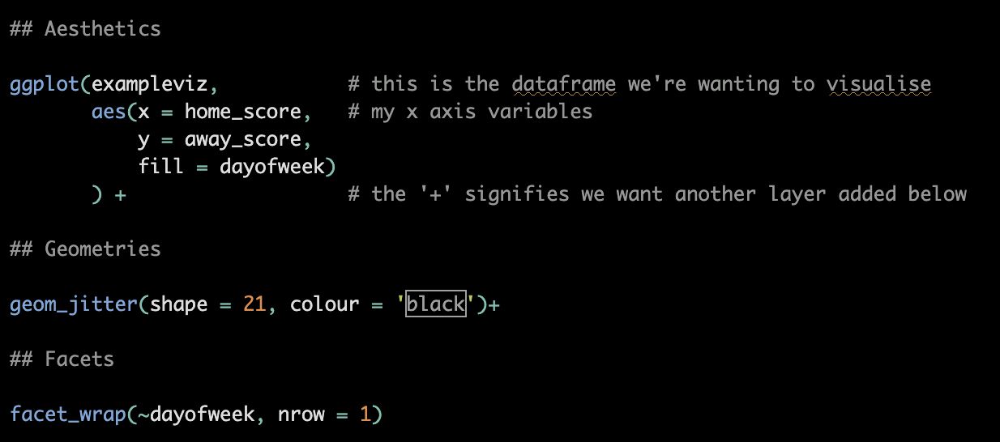 ## Aesthetics
ggplot(exampleviz,           # this is the dataframe we're wanting to visualise
       aes(x = home_score,   # my x axis variables
           y = away_score,
           fill = dayofweek)
       ) +                   # the '+' signifies we want another layer added below
## Geometries
geom_jitter(shape = 21, colour = 'black')+
## Facets
facet_wrap(~dayofweek, nrow = 1)